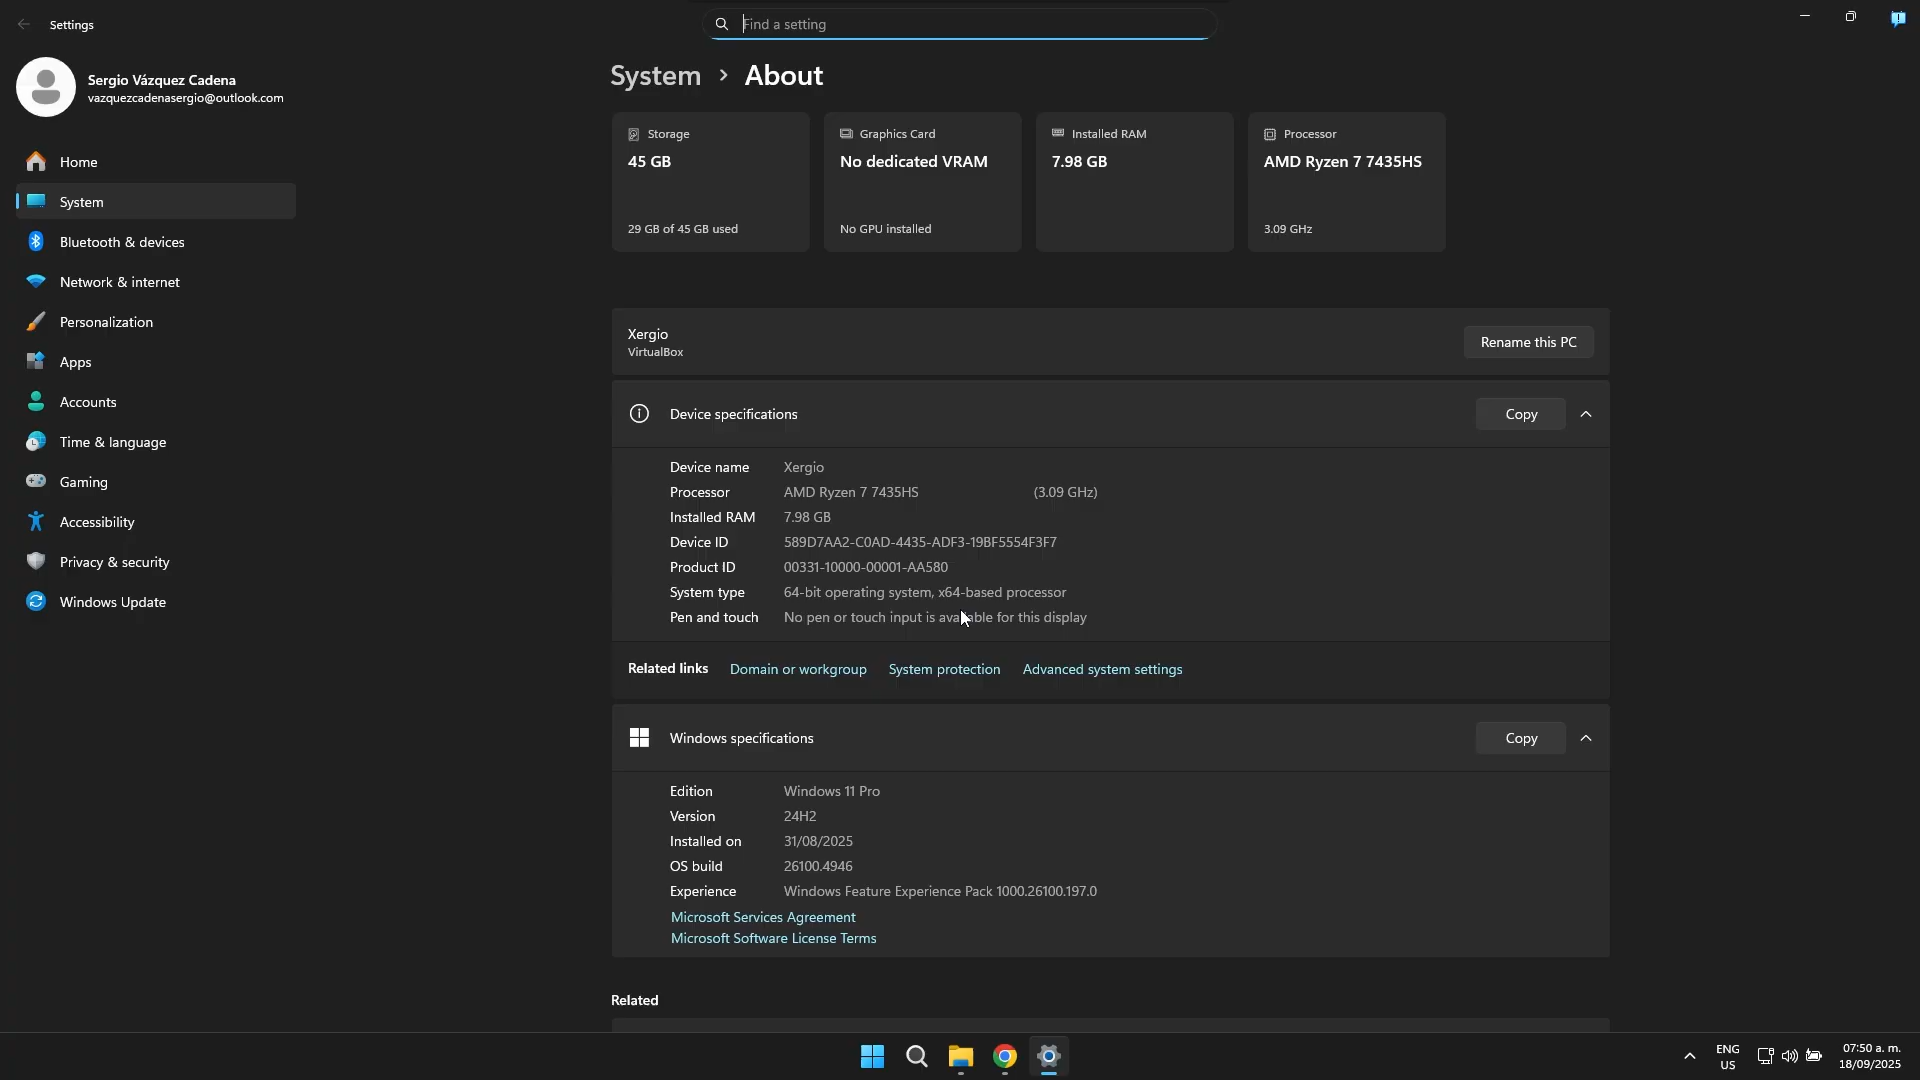 Settings
Find a setting
Sergio Vázquez Cadena
vazquezcadenasergio@outlook.com
Home
System
Bluetooth & devices
Network & internet
Personalization
Apps
Accounts
Time & language
Gaming
Accessibility
Privacy & security
Windows Update
System > About
Storage
45 GB
29 GB of 45 GB used
Graphics Card
No dedicated VRAM
No GPU installed
Installed RAM
7.98 GB
Processor
AMD Ryzen 7 7435HS
3.09 GHz
Xergio
VirtualBox
Rename this PC
Device specifications
Copy
Device name Xergio
Processor AMD Ryzen 7 7435HS (3.09 GHz)
Installed RAM 7.98 GB
Device ID 589D7AA2-C0AD-4435-ADF3-19BF5554F3F7
Product ID 00331-10000-00001-AA580
System type 64-bit operating system, x64-based processor
Pen and touch No pen or touch input is available for this display
Related links Domain or workgroup System protection Advanced system settings
Windows specifications
Copy
Edition Windows 11 Pro
Version 24H2
Installed on 31/08/2025
OS build 26100.4946
Experience Windows Feature Experience Pack 1000.26100.197.0
Microsoft Services Agreement
Microsoft Software License Terms
Related
ENG
US
07:50 a. m.
18/09/2025